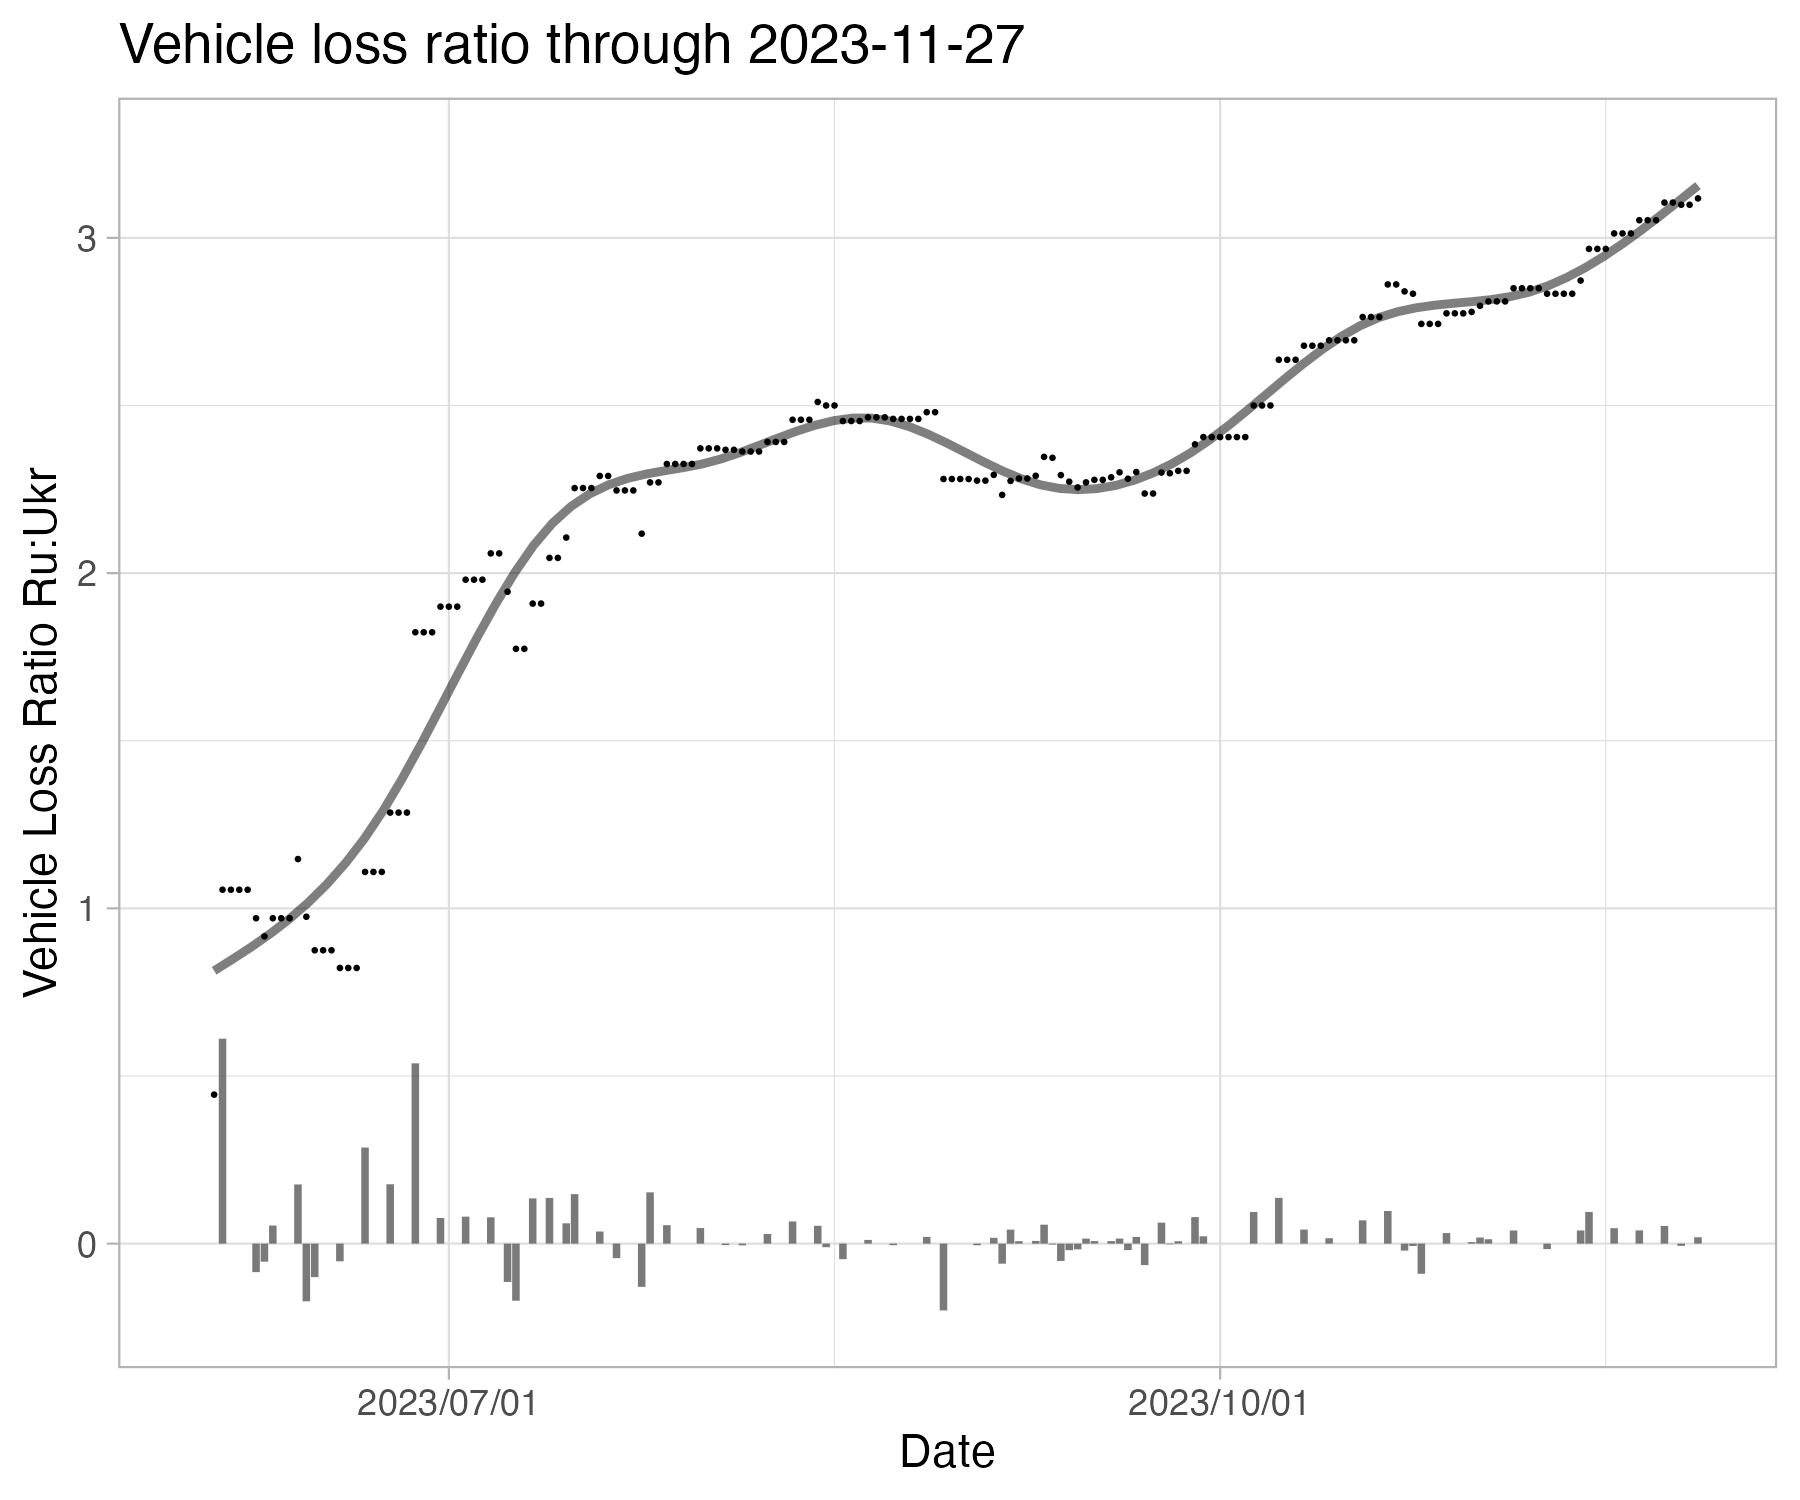 Vehicle loss ratio through 2023-11-27
Vehicle Loss Ratio Ru:Ukr
3
2
1
0
2023/07/01
2023/10/01
Date